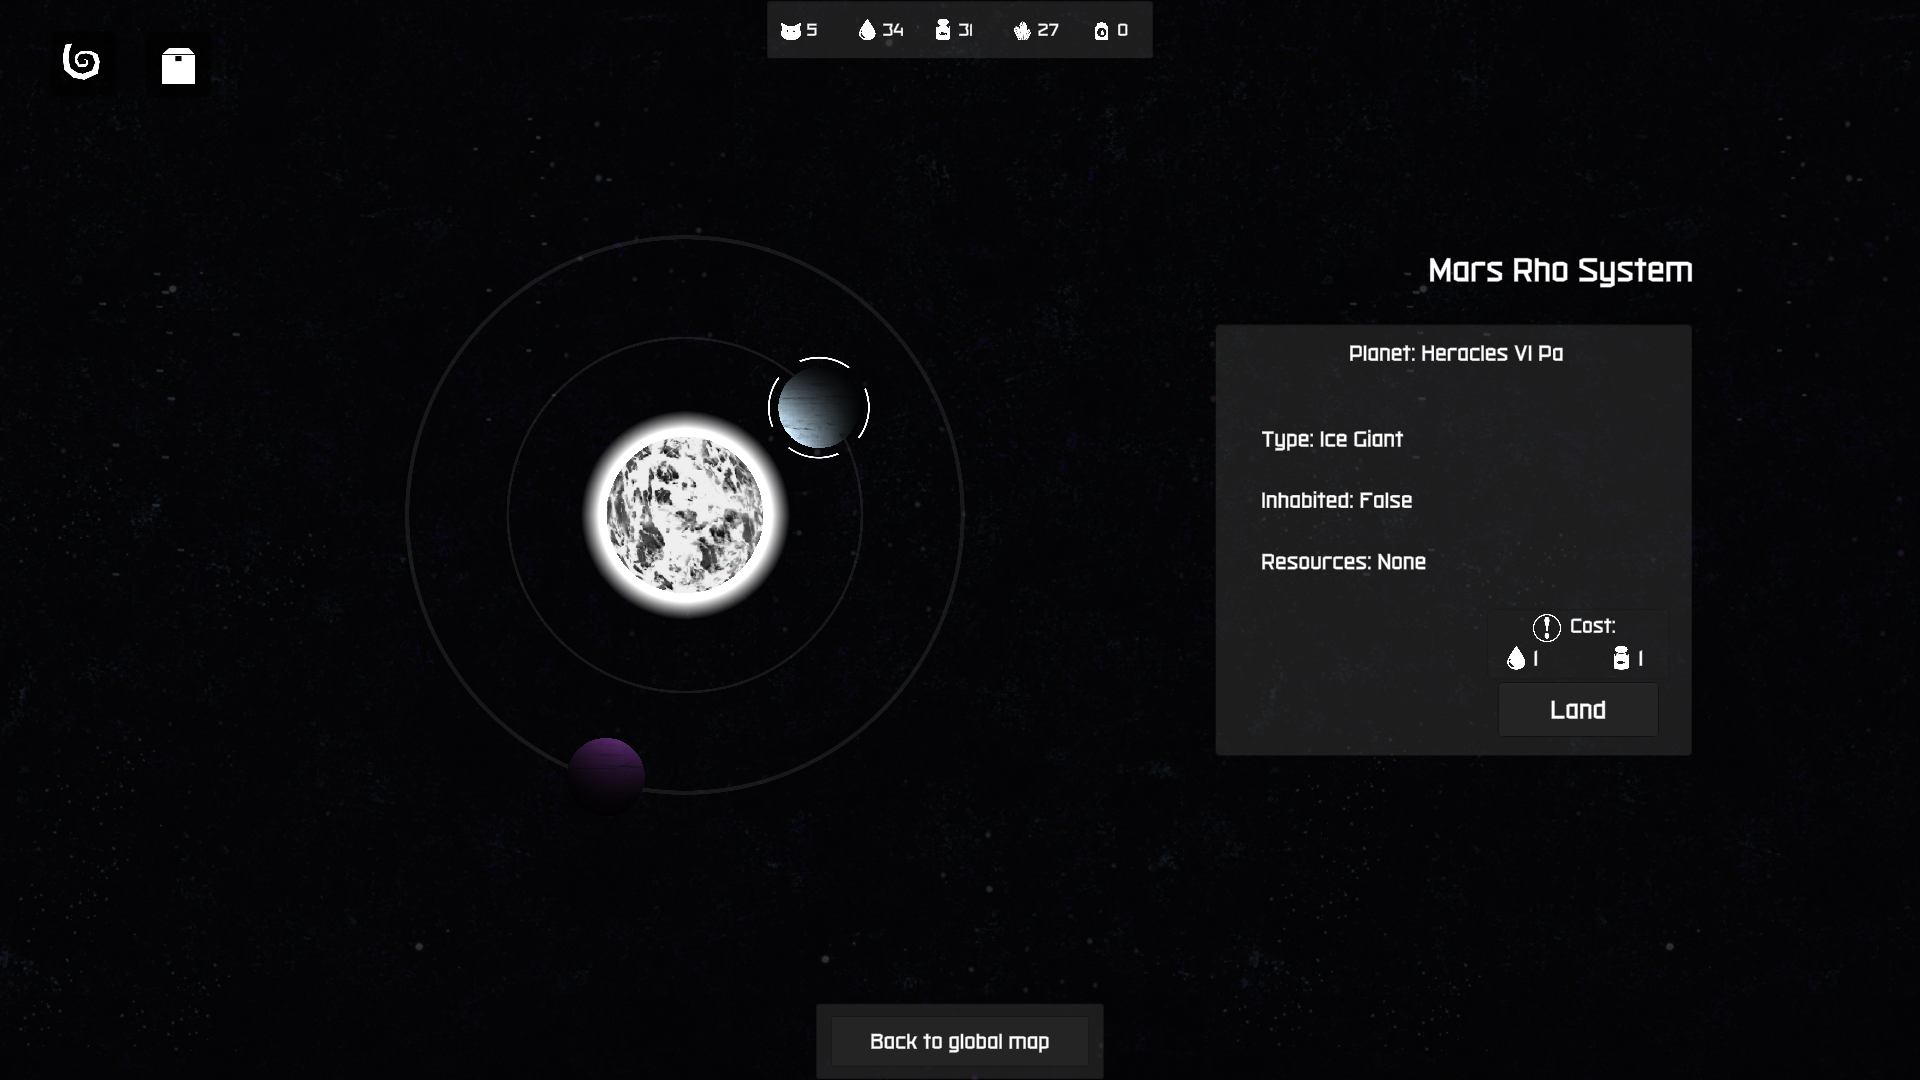 5 34 31 27 0
Mars Rho System
Planet: Heracles VI Pa
Type: Ice Giant
Inhabited: False
Resources: None
Cost:
1 1
Land
Back to global map